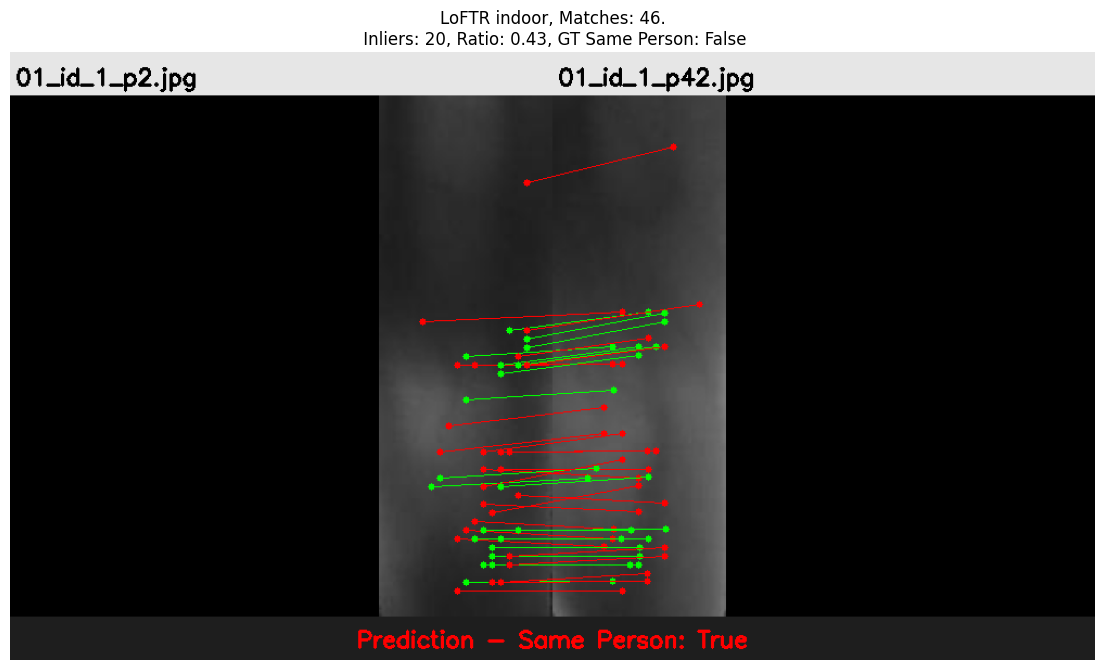 LoFTR indoor, Matches: 46.
Inliers: 20, Ratio: 0.43, GT Same Person: False
01_id_1_p2.jpg
01_id_1_p42.jpg
Prediction - Same Person: True